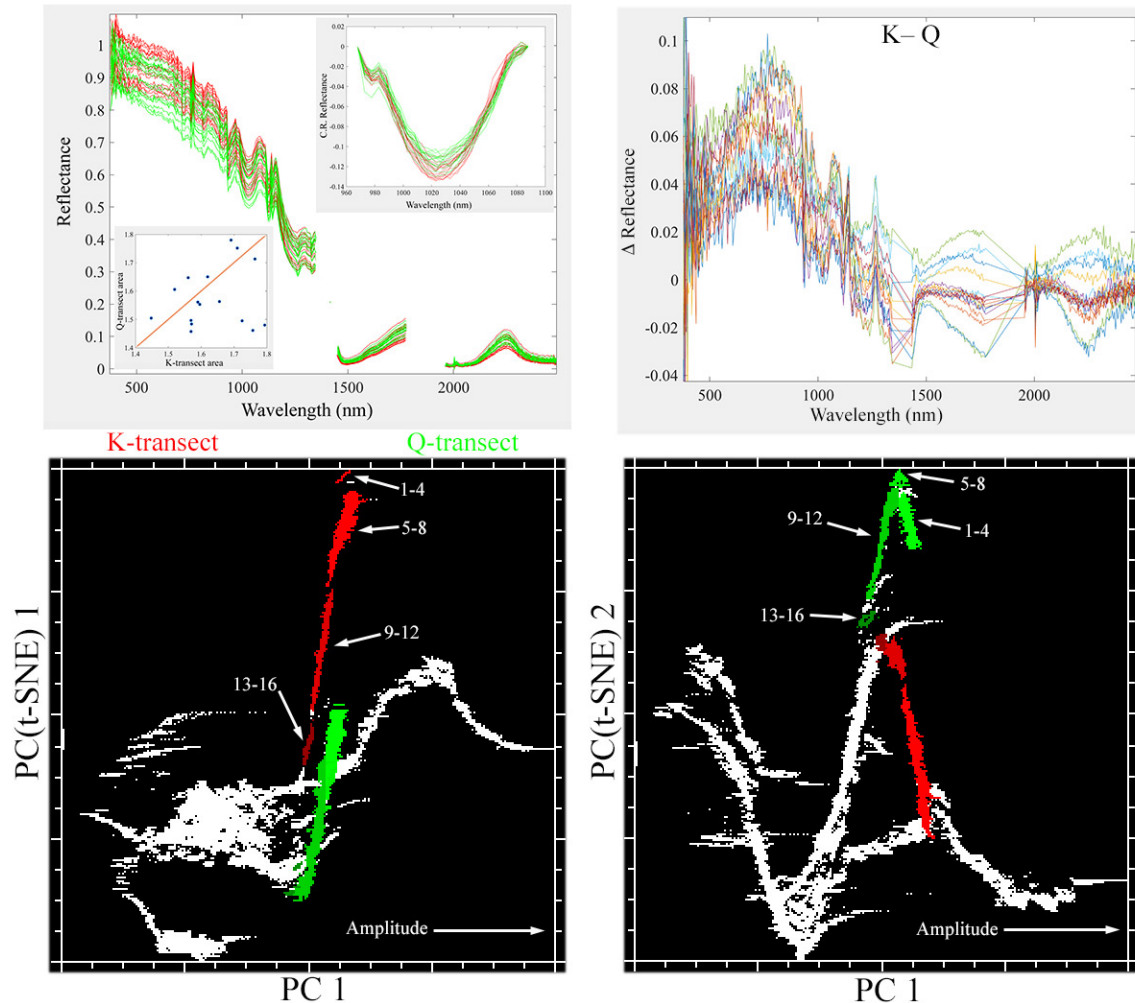 1
0.9
0.8
0.7
0.6
0.5
0.4
0.3
0.2
0.1
0
Reflectance
500 1000 1500 2000
Wavelength (nm)
0.02
0
-0.02
-0.04
-0.06
-0.08
-0.1
-0.12
-0.14
C.R. Reflectance
960 980 1000 1020 1040 1060 1080 1100
Wavelength (nm)
1.8
1.7
1.6
1.5
1.4
Q-transect area
1.4 1.5 1.6 1.7 1.8
K-transect area
K– Q
0.1
0.08
0.06
0.04
0.02
0
-0.02
-0.04
Δ Reflectance
500 1000 1500 2000
Wavelength (nm)
K-transect Q-transect
PC(t-SNE) 1
1-4
5-8
9-12
13-16
Amplitude
PC 1
PC(t-SNE) 2
5-8
9-12
1-4
13-16
Amplitude
PC 1